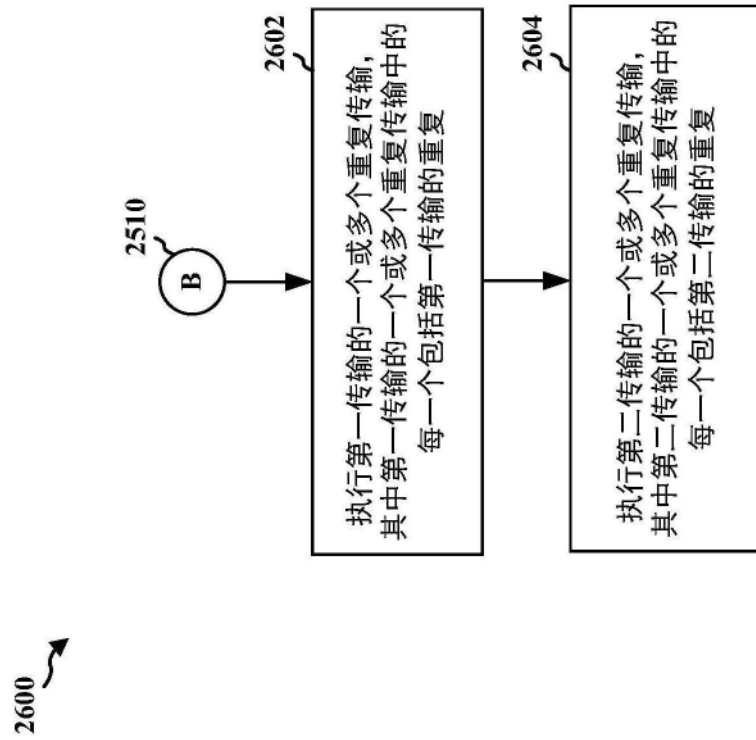 2600
2510
B
2602
执行第一传输的一个或多个重复传输，
其中第一传输的一个或多个重复传输中的
每一个包括第一传输的重复
2604
执行第二传输的一个或多个重复传输，
其中第二传输的一个或多个重复传输中的
每一个包括第二传输的重复